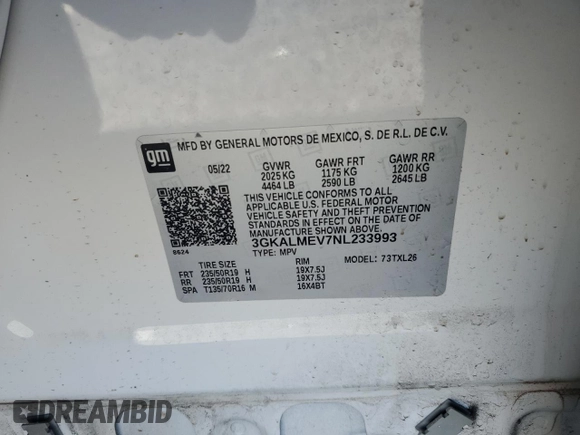 gm
MFD BY GENERAL MOTORS DE MEXICO, S. DE R.L. DE C.V.
05/22 GVWR GAWR FRT GAWR RR
2025 KG 1175 KG 1200 KG
4464 LB 2590 LB 2645 LB
THIS VEHICLE CONFORMS TO ALL
APPLICABLE U.S. FEDERAL MOTOR
VEHICLE SAFETY AND THEFT PREVENTION
STANDARDS IN EFFECT ON THE DATE OF
MANUFACTURE SHOWN ABOVE.
8624 3GKALMEV7NL233993
TYPE: MPV MODEL: 73TXL26
TIRE SIZE RIM
FRT 235/50R19 H 19X7.5J
RR 235/50R19 H 19X7.5J
SPA T135/70R16 M 16X4BT
DREAMBID